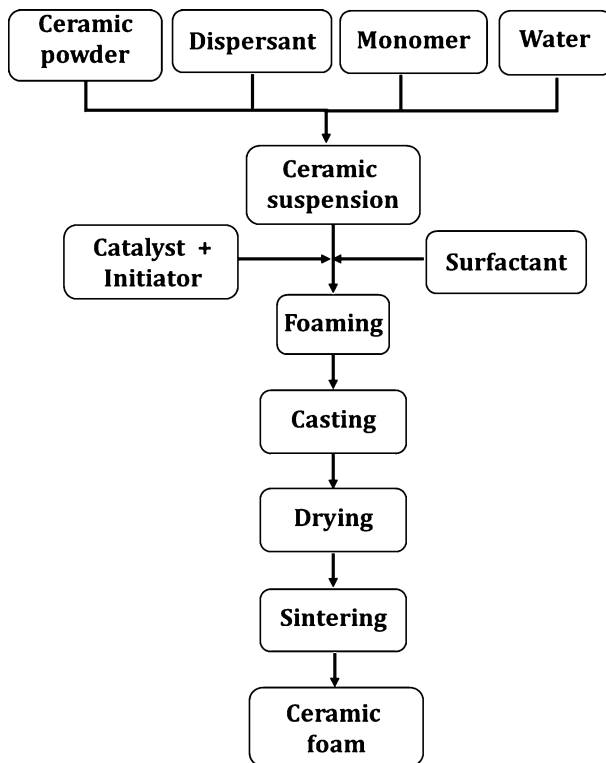 Ceramic
powder
Dispersant
Monomer
Water
Ceramic
suspension
Catalyst +
Initiator
Surfactant
Foaming
Casting
Drying
Sintering
Ceramic
foam